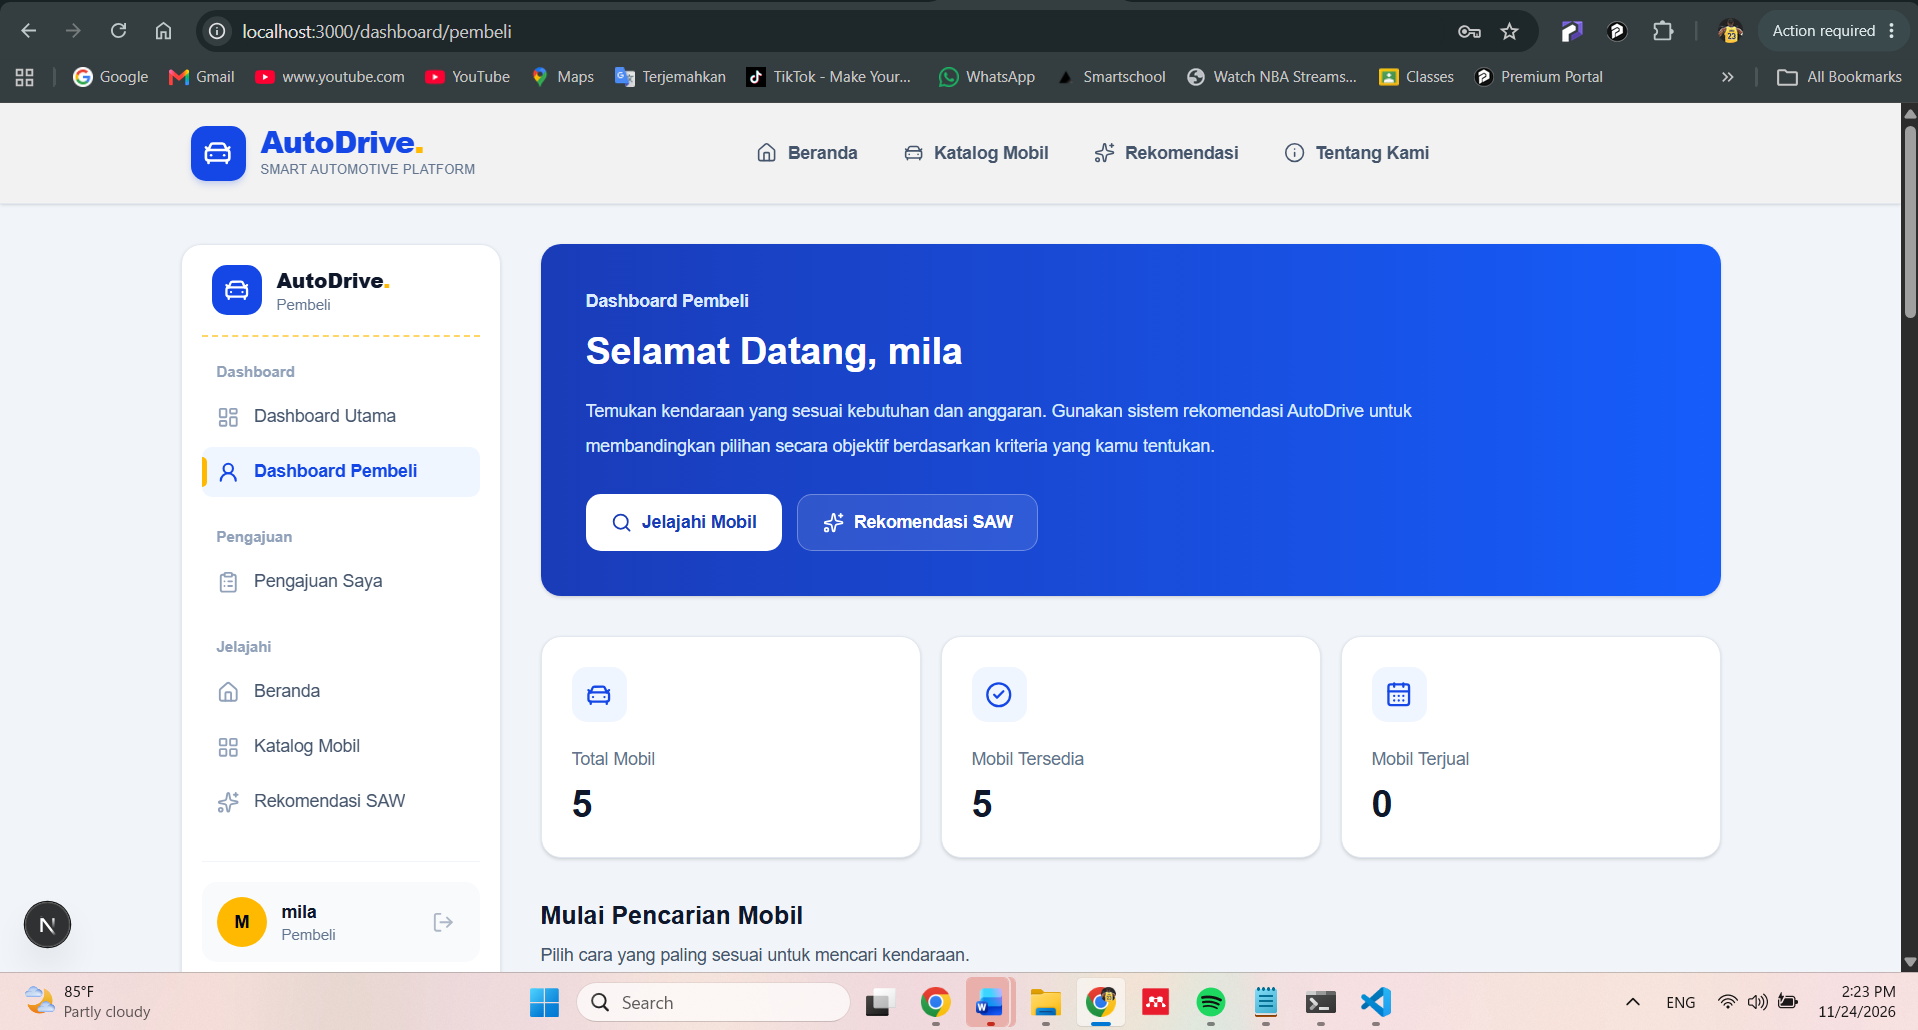 localhost:3000/dashboard/pembeli
Action required
Google
Gmail
www.youtube.com
YouTube
Maps
Terjemahkan
TikTok - Make Your...
WhatsApp
Smartschool
Watch NBA Streams...
Classes
Premium Portal
All Bookmarks
AutoDrive.
SMART AUTOMOTIVE PLATFORM
Beranda
Katalog Mobil
Rekomendasi
Tentang Kami
AutoDrive.
Pembeli
Dashboard
Dashboard Utama
Dashboard Pembeli
Pengajuan
Pengajuan Saya
Jelajahi
Beranda
Katalog Mobil
Rekomendasi SAW
M
mila
Pembeli
N
Dashboard Pembeli
Selamat Datang, mila
Temukan kendaraan yang sesuai kebutuhan dan anggaran. Gunakan sistem rekomendasi AutoDrive untuk
membandingkan pilihan secara objektif berdasarkan kriteria yang kamu tentukan.
Jelajahi Mobil
Rekomendasi SAW
Total Mobil
5
Mobil Tersedia
5
Mobil Terjual
0
Mulai Pencarian Mobil
Pilih cara yang paling sesuai untuk mencari kendaraan.
85°F
Partly cloudy
Search
ENG
2:23 PM
11/24/2026